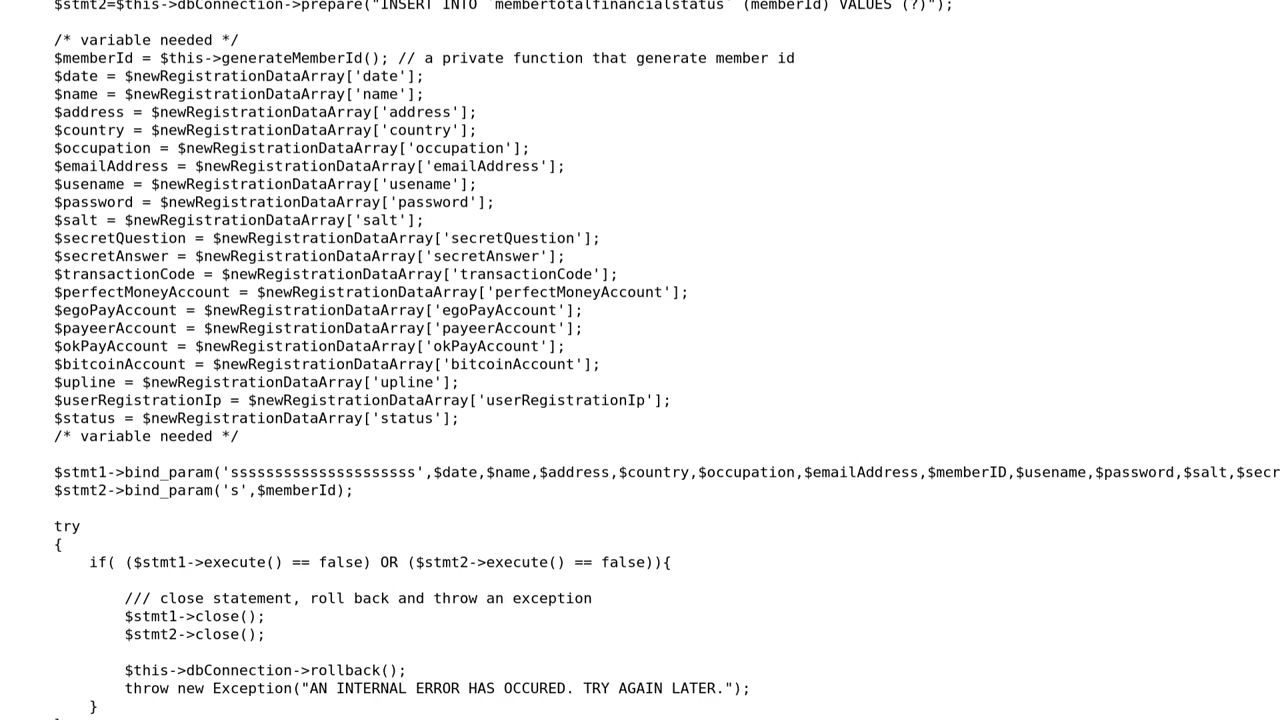 $stmt2=$this->dbConnection->prepare("INSERT INTO `membertotalfinancialstatus` (memberId) VALUES (?)");
/* variable needed */
$memberId = $this->generateMemberId(); // a private function that generate member id
$date = $newRegistrationDataArray['date'];
$name = $newRegistrationDataArray['name'];
$address = $newRegistrationDataArray['address'];
$country = $newRegistrationDataArray['country'];
$occupation = $newRegistrationDataArray['occupation'];
$emailAddress = $newRegistrationDataArray['emailAddress'];
$usename = $newRegistrationDataArray['usename'];
$password = $newRegistrationDataArray['password'];
$salt = $newRegistrationDataArray['salt'];
$secretQuestion = $newRegistrationDataArray['secretQuestion'];
$secretAnswer = $newRegistrationDataArray['secretAnswer'];
$transactionCode = $newRegistrationDataArray['transactionCode'];
$perfectMoneyAccount = $newRegistrationDataArray['perfectMoneyAccount'];
$egoPayAccount = $newRegistrationDataArray['egoPayAccount'];
$payeerAccount = $newRegistrationDataArray['payeerAccount'];
$okPayAccount = $newRegistrationDataArray['okPayAccount'];
$bitcoinAccount = $newRegistrationDataArray['bitcoinAccount'];
$upline = $newRegistrationDataArray['upline'];
$userRegistrationIp = $newRegistrationDataArray['userRegistrationIp'];
$status = $newRegistrationDataArray['status'];
/* variable needed */
$stmt1->bind_param('sssssssssssssssssssss',$date,$name,$address,$country,$occupation,$emailAddress,$memberID,$usename,$password,$salt,$secr
$stmt2->bind_param('s',$memberId);
try
{
if( ($stmt1->execute() == false) OR ($stmt2->execute() == false)){
/// close statement, roll back and throw an exception
$stmt1->close();
$stmt2->close();
$this->dbConnection->rollback();
throw new Exception("AN INTERNAL ERROR HAS OCCURED. TRY AGAIN LATER.");
}